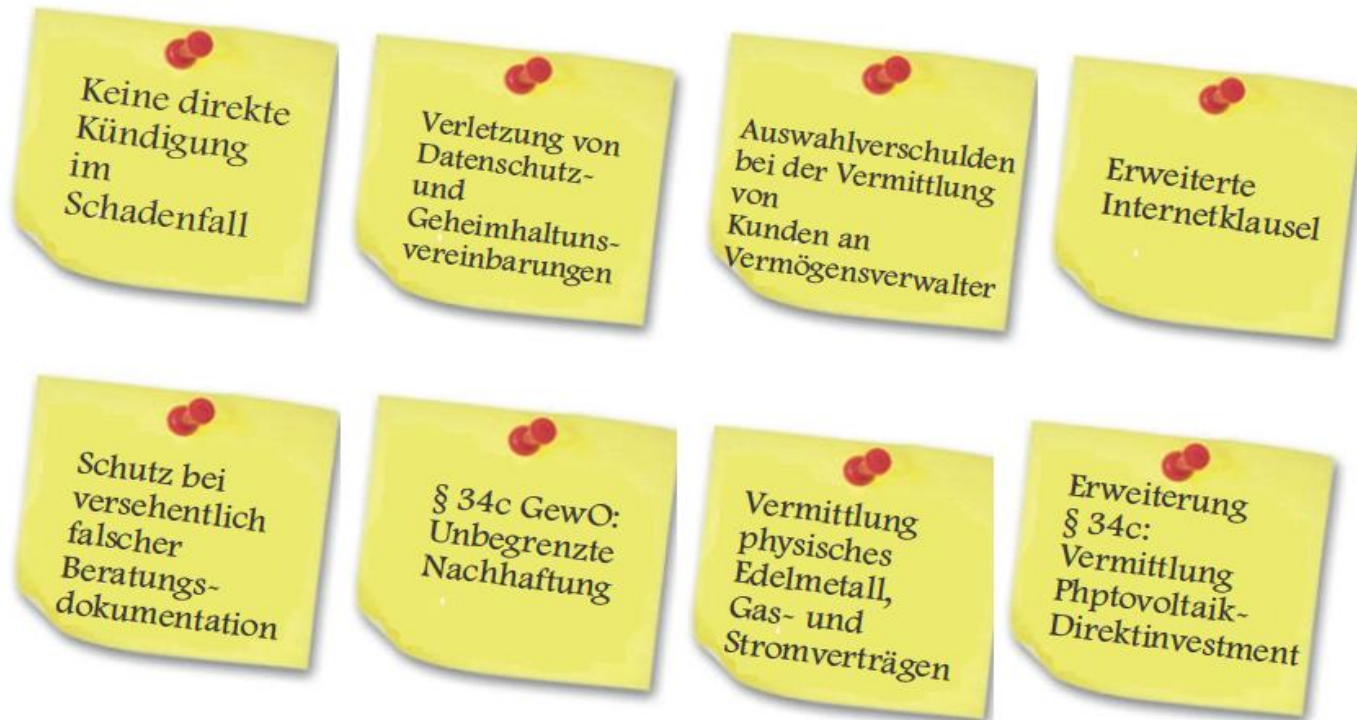 Keine direkte
Kündigung
im
Schadenfall
Verletzung von
Datenschutz-
und
Geheimhaltuns-
vereinbarungen
Auswahlverschulden
bei der Vermittlung
von
Kunden an
Vermögensverwalter
Erweiterte
Internetklausel
Schutz bei
versehentlich
falscher
Beratungs-
dokumentation
§ 34c GewO:
Unbegrenzte
Nachhaftung
Vermittlung
physisches
Edelmetall,
Gas- und
Stromverträgen
Erweiterung
§ 34c:
Vermittlung
Phptovoltaik-
Direktinvestment